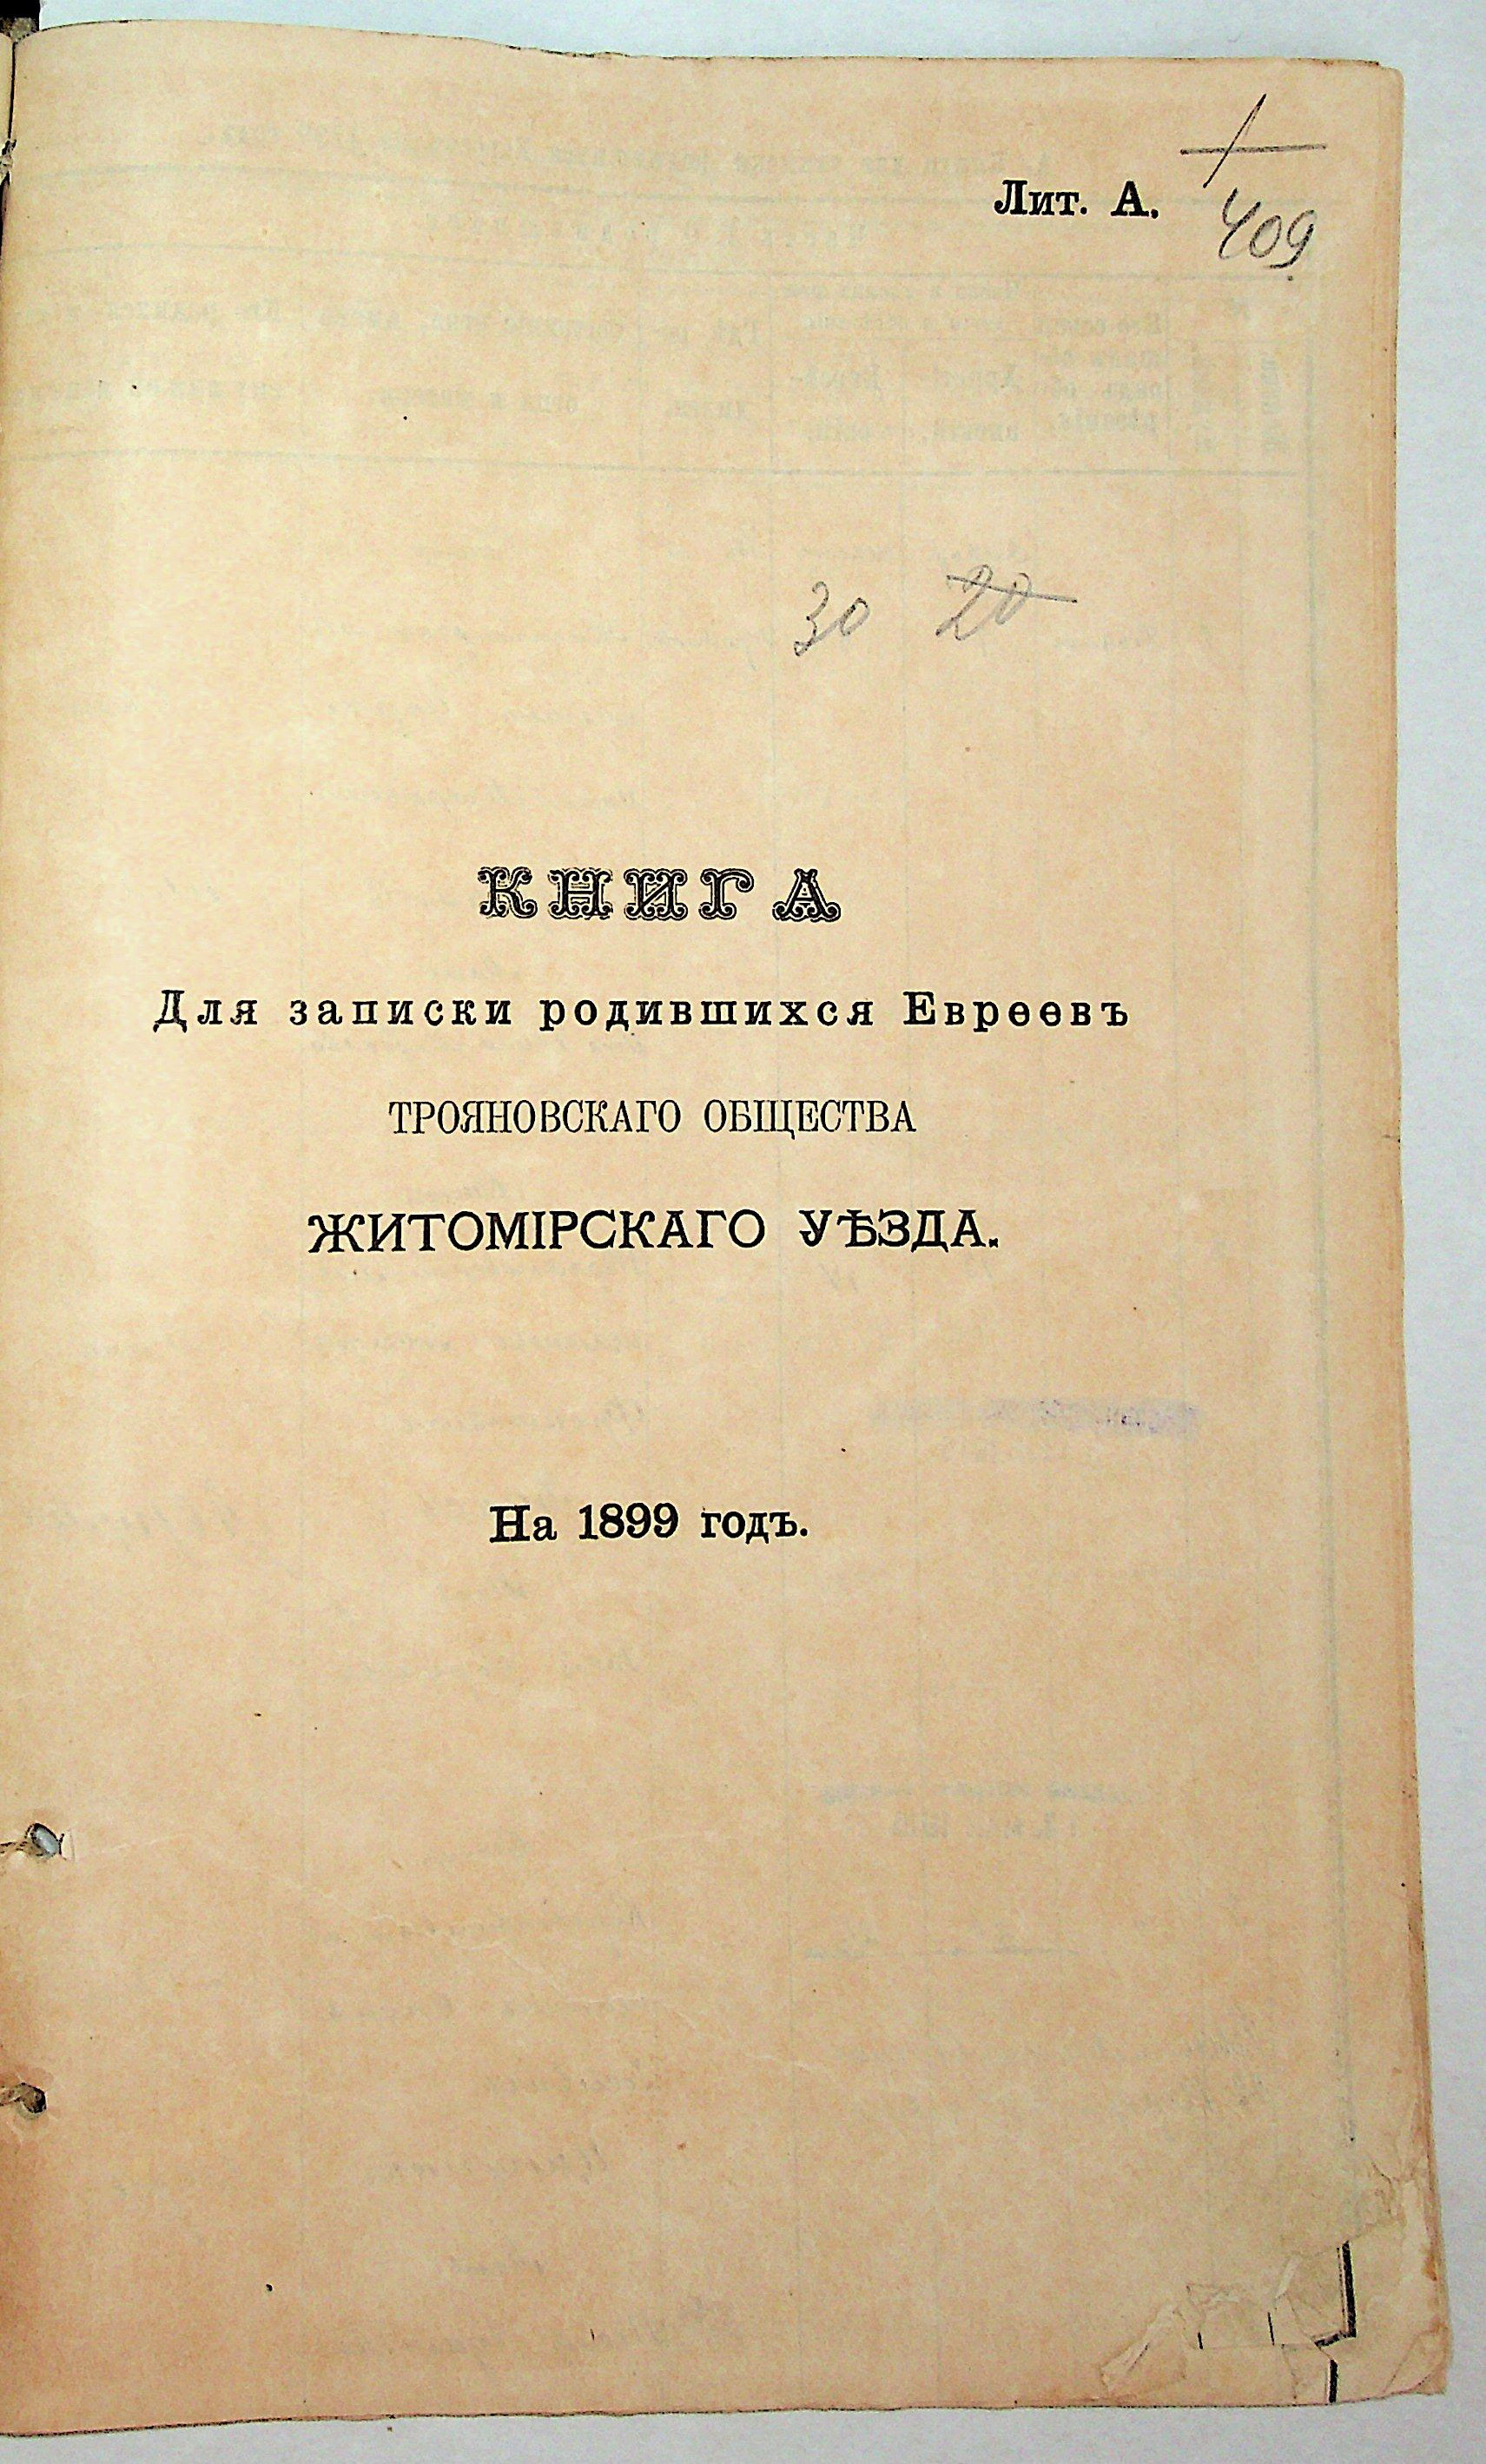 Лит. А.
409
30 20
КНИГА
Для записки родившихся Евреевъ
ТРОЯНОВСКАГО ОБЩЕСТВА
ЖИТОМІРСКАГО УѢЗДА.
На 1899 годъ.